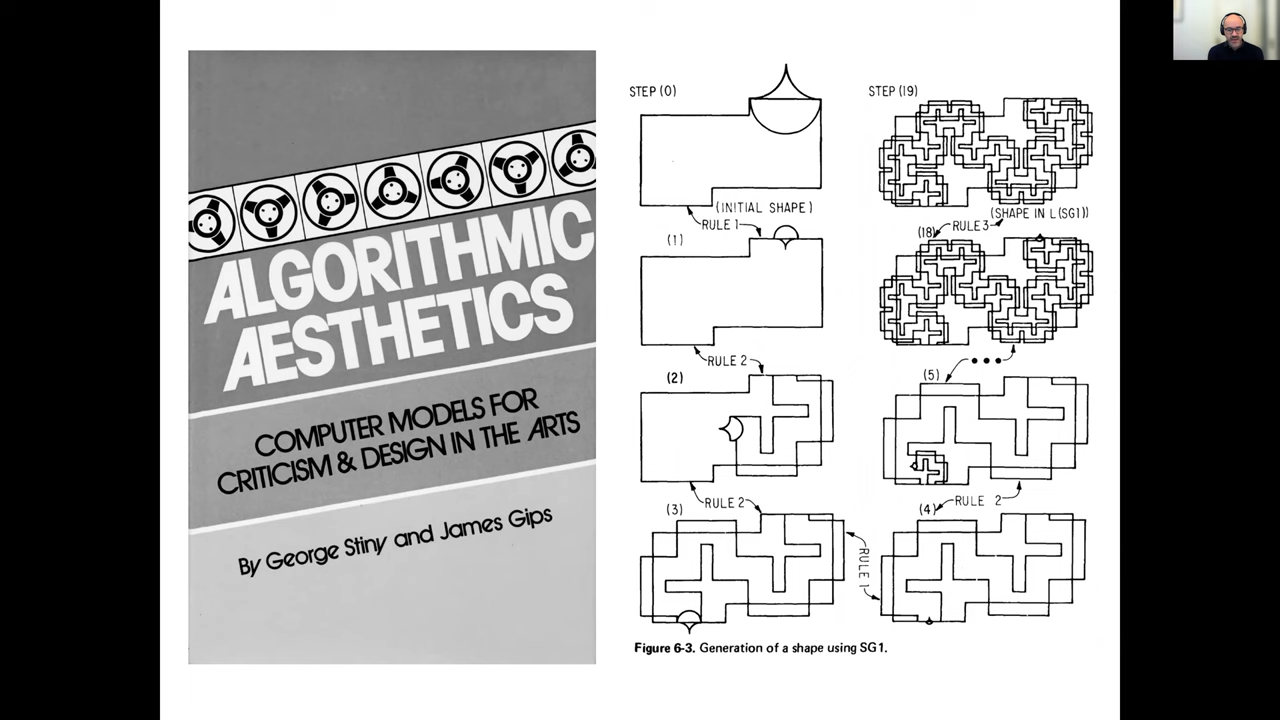 ALGORITHMIC
AESTHETICS
COMPUTER MODELS FOR
CRITICISM & DESIGN IN THE ARTS
By George Stiny and James Gips
STEP (0)
(INITIAL SHAPE)
RULE 1
(1)
RULE 2
(2)
RULE 2
(3)
RULE 1
STEP (19)
(SHAPE IN L(SG1))
(18) RULE 3
(5)
RULE 2
(4)
Figure 6-3. Generation of a shape using SG1.